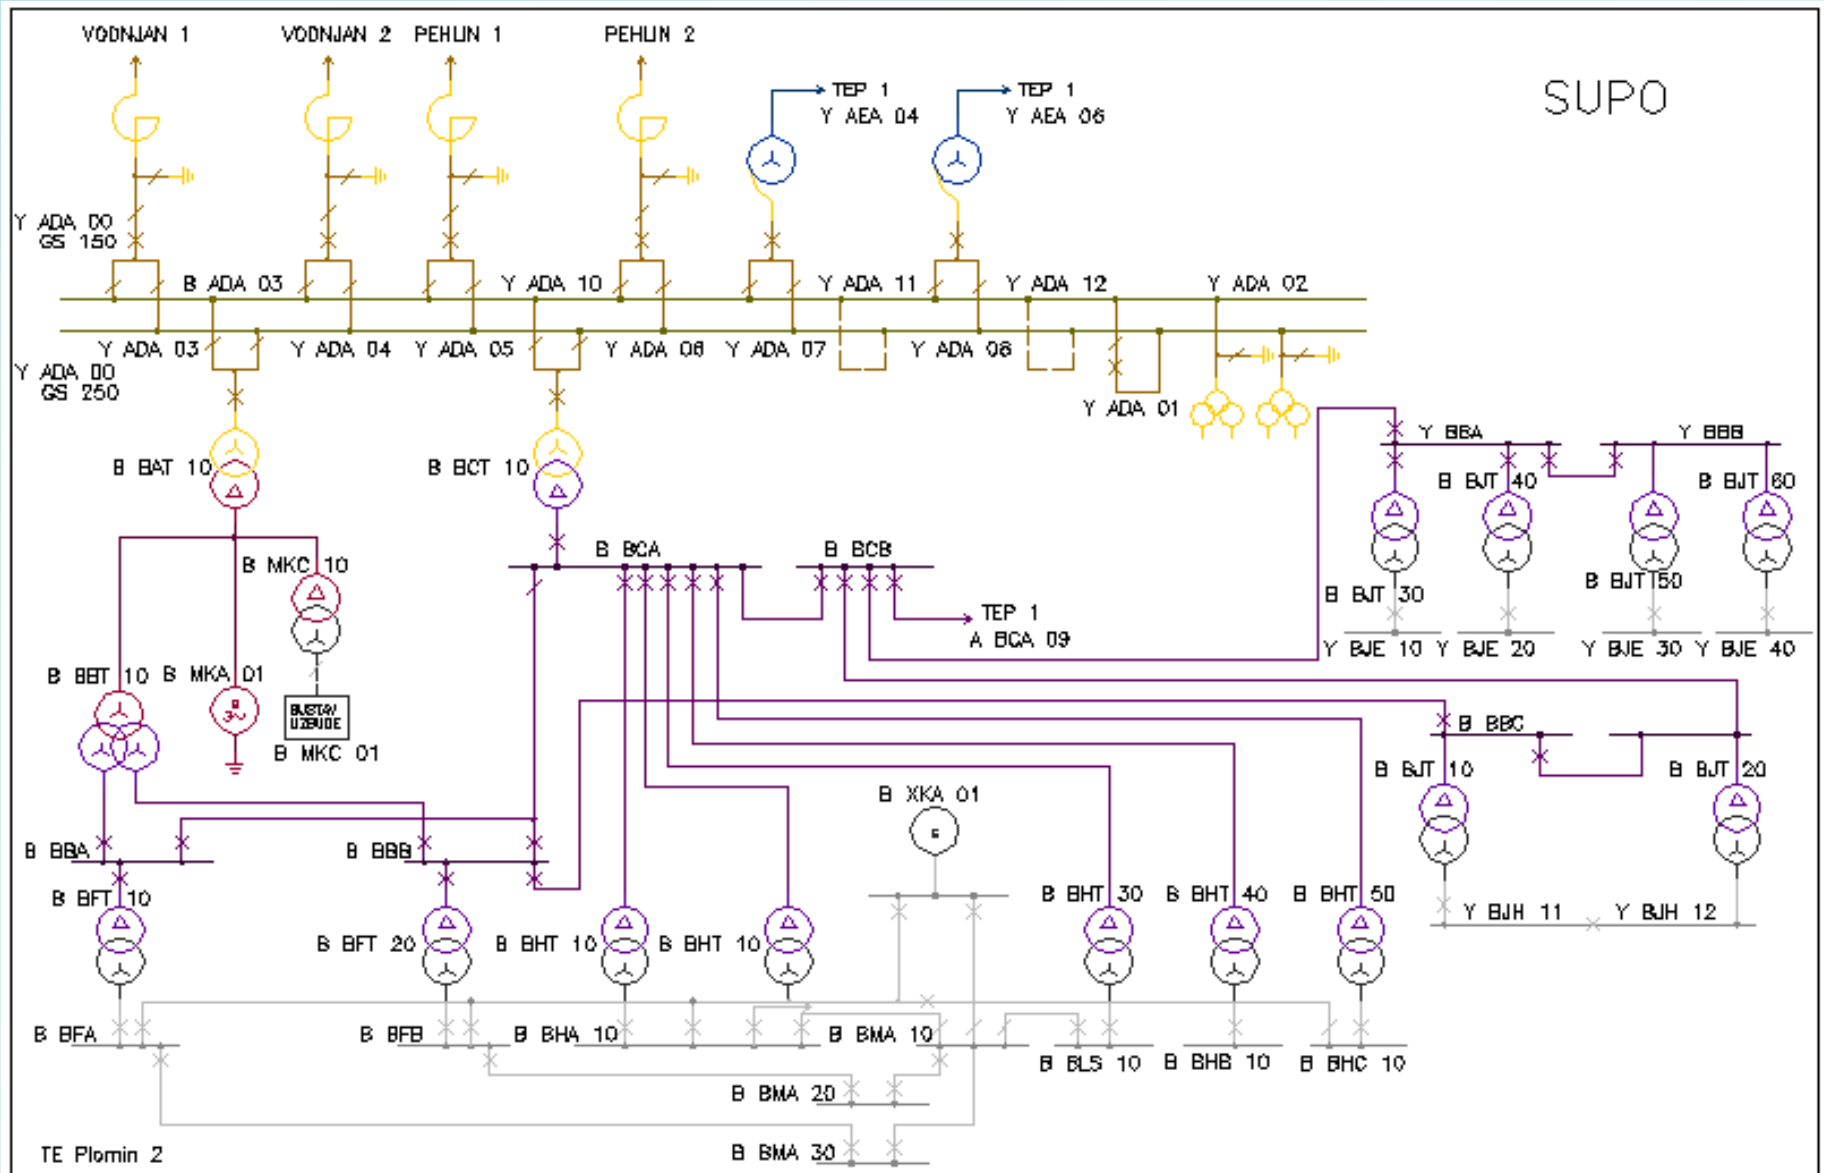 VODNJAN 1
VODNJAN 2
PEHLIN 1
PEHLIN 2
SUPO
TEP 1
Y AEA 04
TEP 1
Y AEA 06
Y ADA 00
GS 150
B ADA 03
Y ADA 10
Y ADA 11
Y ADA 12
Y ADA 02
Y ADA 03
Y ADA 04
Y ADA 05
Y ADA 06
Y ADA 07
Y ADA 08
Y ADA 00
GS 250
Y ADA 01
B BAT 10
B BCT 10
Y BBA
Y BBB
B BJT 40
B BJT 60
B BCA
B BCB
B MKC 10
B BJT 30
B BJT 50
TEP 1
A BCA 09
Y BJE 10
Y BJE 20
Y BJE 30
Y BJE 40
B BBT 10
B MKA 01
G
3~
SUSTAV
UZBUDE
B MKC 01
B BBC
B BJT 10
B BJT 20
B XKA 01
G
B BBA
B BBB
B BFT 10
B BFT 20
B BHT 10
B BHT 10
B BHT 30
B BHT 40
B BHT 50
Y BJH 11
Y BJH 12
B BFA
B BFB
B BHA 10
B BMA 10
B BLS 10
B BHB 10
B BHC 10
B BMA 20
B BMA 30
TE Plomin 2